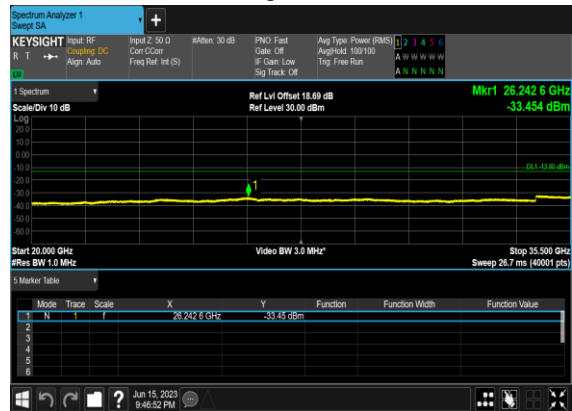 Spectrum Analyzer 1
Swept SA
+
KEYSIGHT Input: RF Input Z: 50 Ω #Atten: 30 dB PNO: Fast Avg Type: Power (RMS) 1 2 3 4 5 6
R T Coupling: DC Corr CCorr Gate: Off Avg|Hold: 100/100 A W W W W W
Align: Auto Freq Ref: Int (S) IF Gain: Low Trig: Free Run
LW Sig Track: Off A N N N N N
1 Spectrum Ref Lvl Offset 18.69 dB Mkr1 26.242 6 GHz
Scale/Div 10 dB Ref Level 30.00 dBm -33.454 dBm
Log
20.0
10.0
0.00
-10.0 DL1 -13.00 dBm
-20.0
1
-30.0
-40.0
-50.0
-60.0
Start 20.000 GHz Video BW 3.0 MHz* Stop 35.500 GHz
#Res BW 1.0 MHz Sweep 26.7 ms (40001 pts)
5 Marker Table
Mode Trace Scale X Y Function Function Width Function Value
1 N 1 f 26.242 6 GHz -33.45 dBm
2
3
4
5
6
? Jun 15, 2023
9:46:52 PM